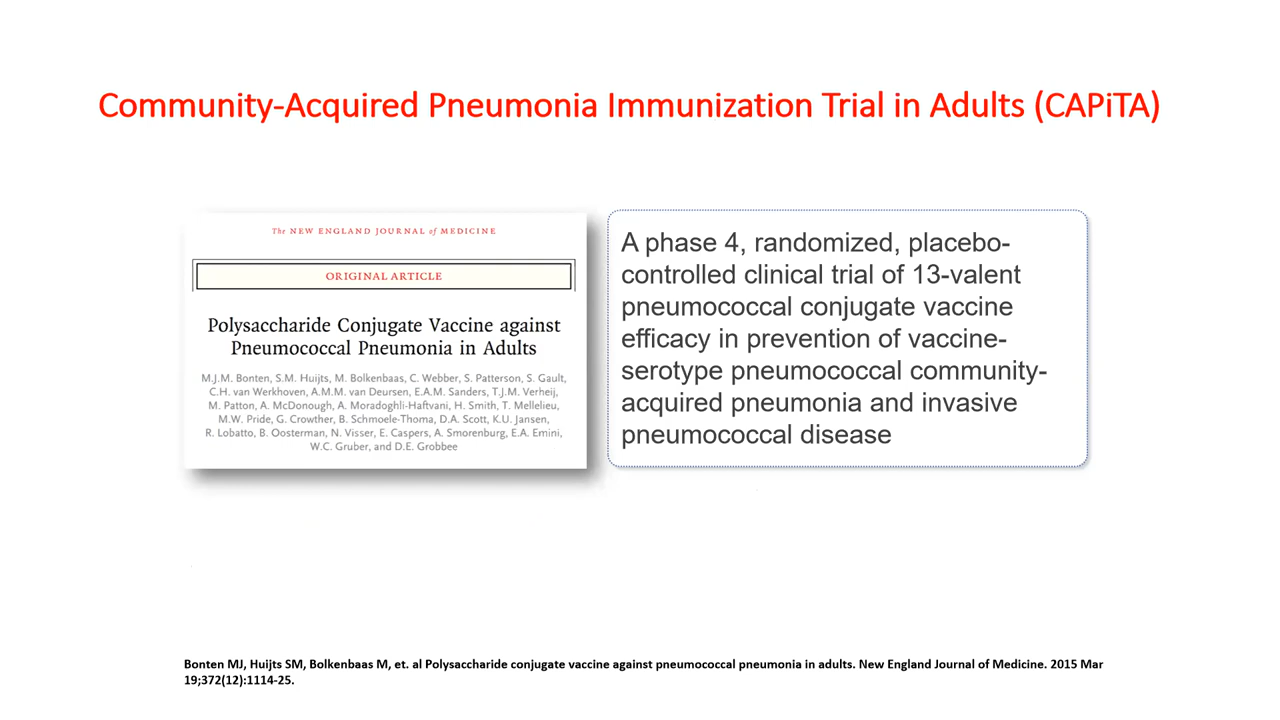 Community-Acquired Pneumonia Immunization Trial in Adults (CAPiTA)
The NEW ENGLAND JOURNAL of MEDICINE
ORIGINAL ARTICLE
Polysaccharide Conjugate Vaccine against
Pneumococcal Pneumonia in Adults
M.J.M. Bonten, S.M. Huijts, M. Bolkenbaas, C. Webber, S. Patterson, S. Gault,
C.H. van Werkhoven, A.M.M. van Deursen, E.A.M. Sanders, T.J.M. Verheij,
M. Patton, A. McDonough, A. Moradoghli-Haftvani, H. Smith, T. Mellelieu,
M.W. Pride, G. Crowther, B. Schmoele-Thoma, D.A. Scott, K.U. Jansen,
R. Lobatto, B. Oosterman, N. Visser, E. Caspers, A. Smorenburg, E.A. Emini,
W.C. Gruber, and D.E. Grobbee
A phase 4, randomized, placebo-
controlled clinical trial of 13-valent
pneumococcal conjugate vaccine
efficacy in prevention of vaccine-
serotype pneumococcal community-
acquired pneumonia and invasive
pneumococcal disease
Bonten MJ, Huijts SM, Bolkenbaas M, et. al Polysaccharide conjugate vaccine against pneumococcal pneumonia in adults. New England Journal of Medicine. 2015 Mar
19;372(12):1114-25.